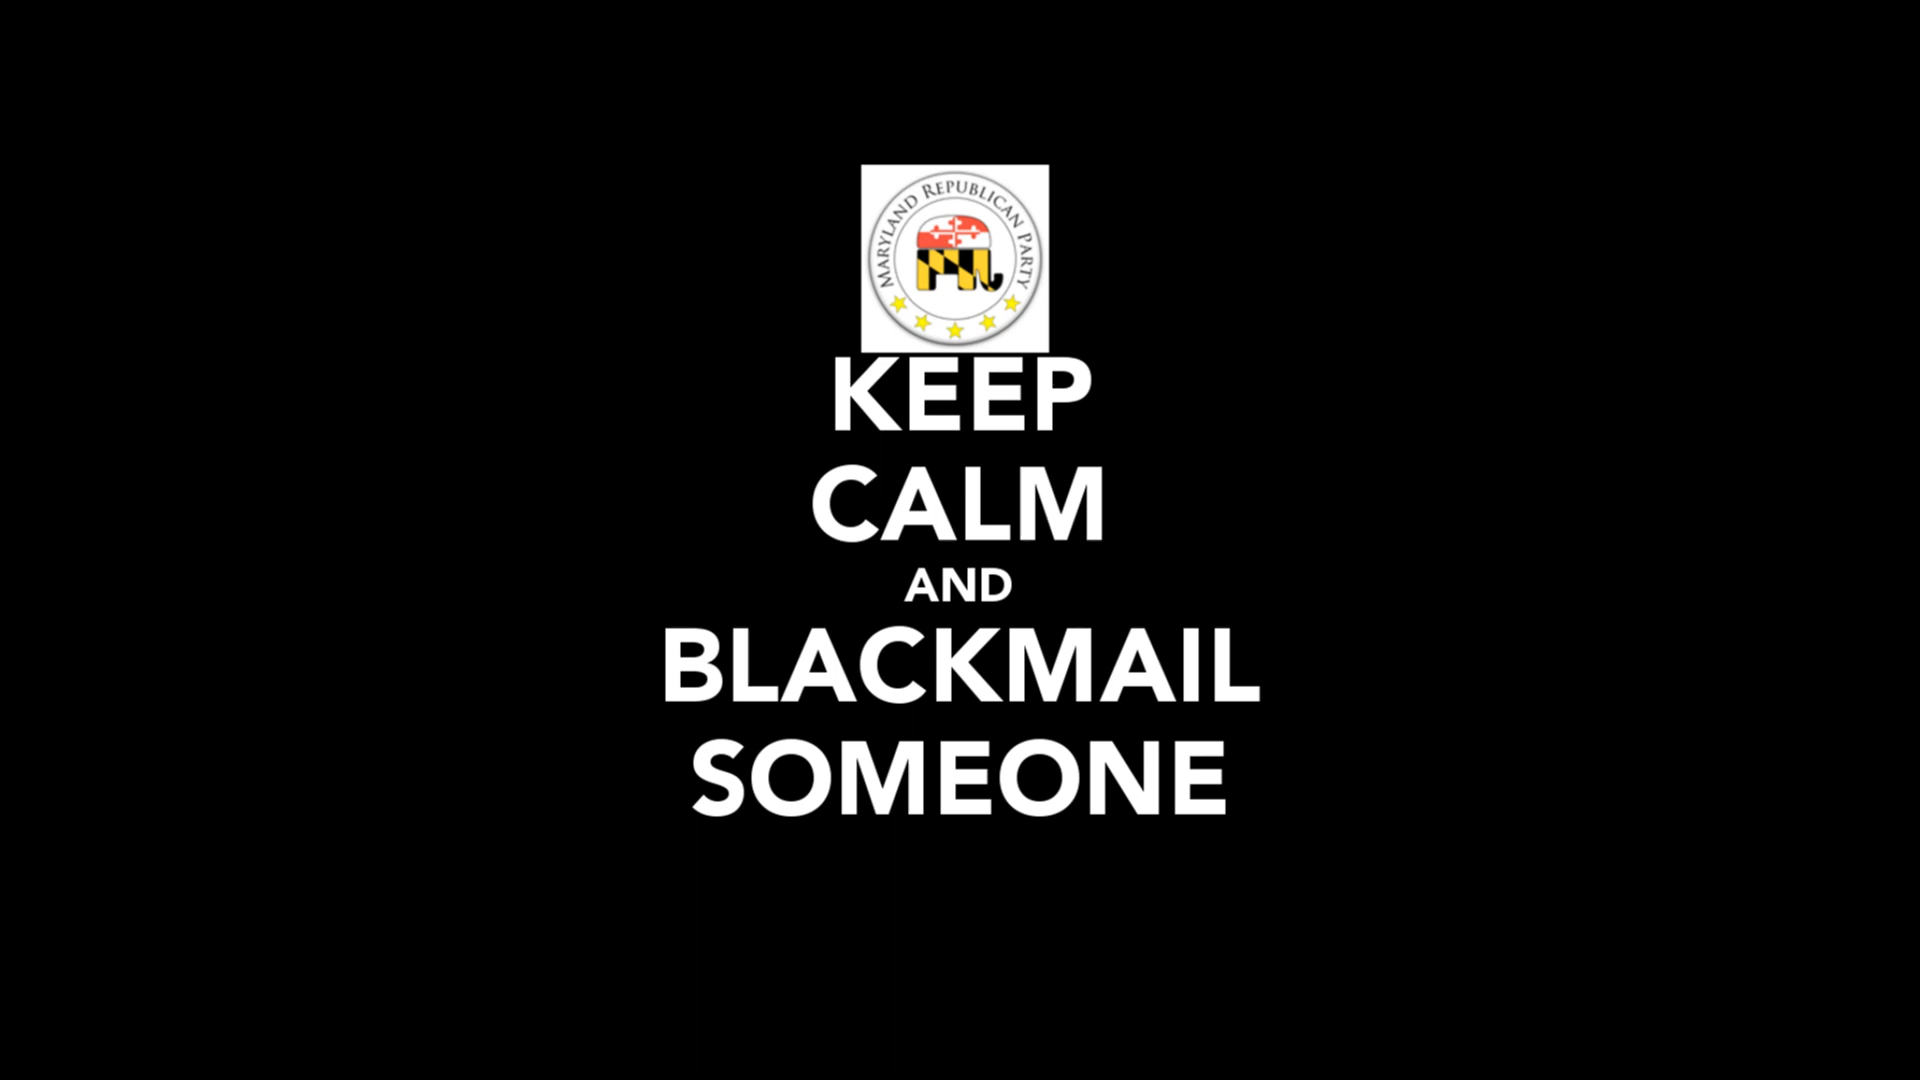 MARYLAND REPUBLICAN PARTY
KEEP
CALM
AND
BLACKMAIL
SOMEONE